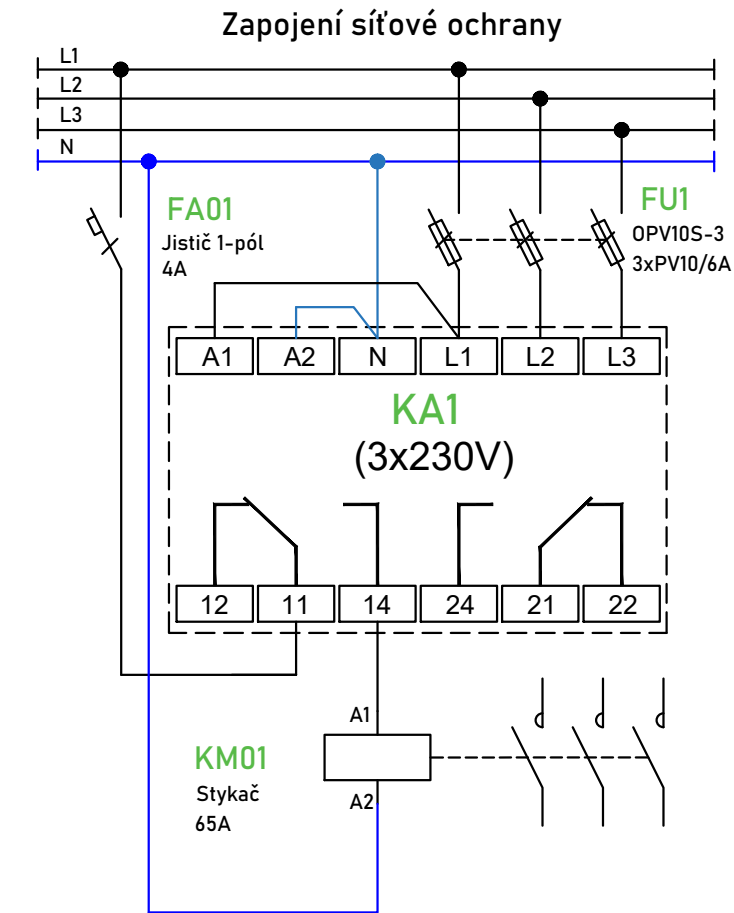 Zapojení síťové ochrany
L1
L2
L3
N
FA01
Jistič 1-pól
4A
FU1
OPV10S-3
3xPV10/6A
A1 A2 N L1 L2 L3
KA1
(3x230V)
12 11 14 24 21 22
A1
KM01
Stykač
65A
A2